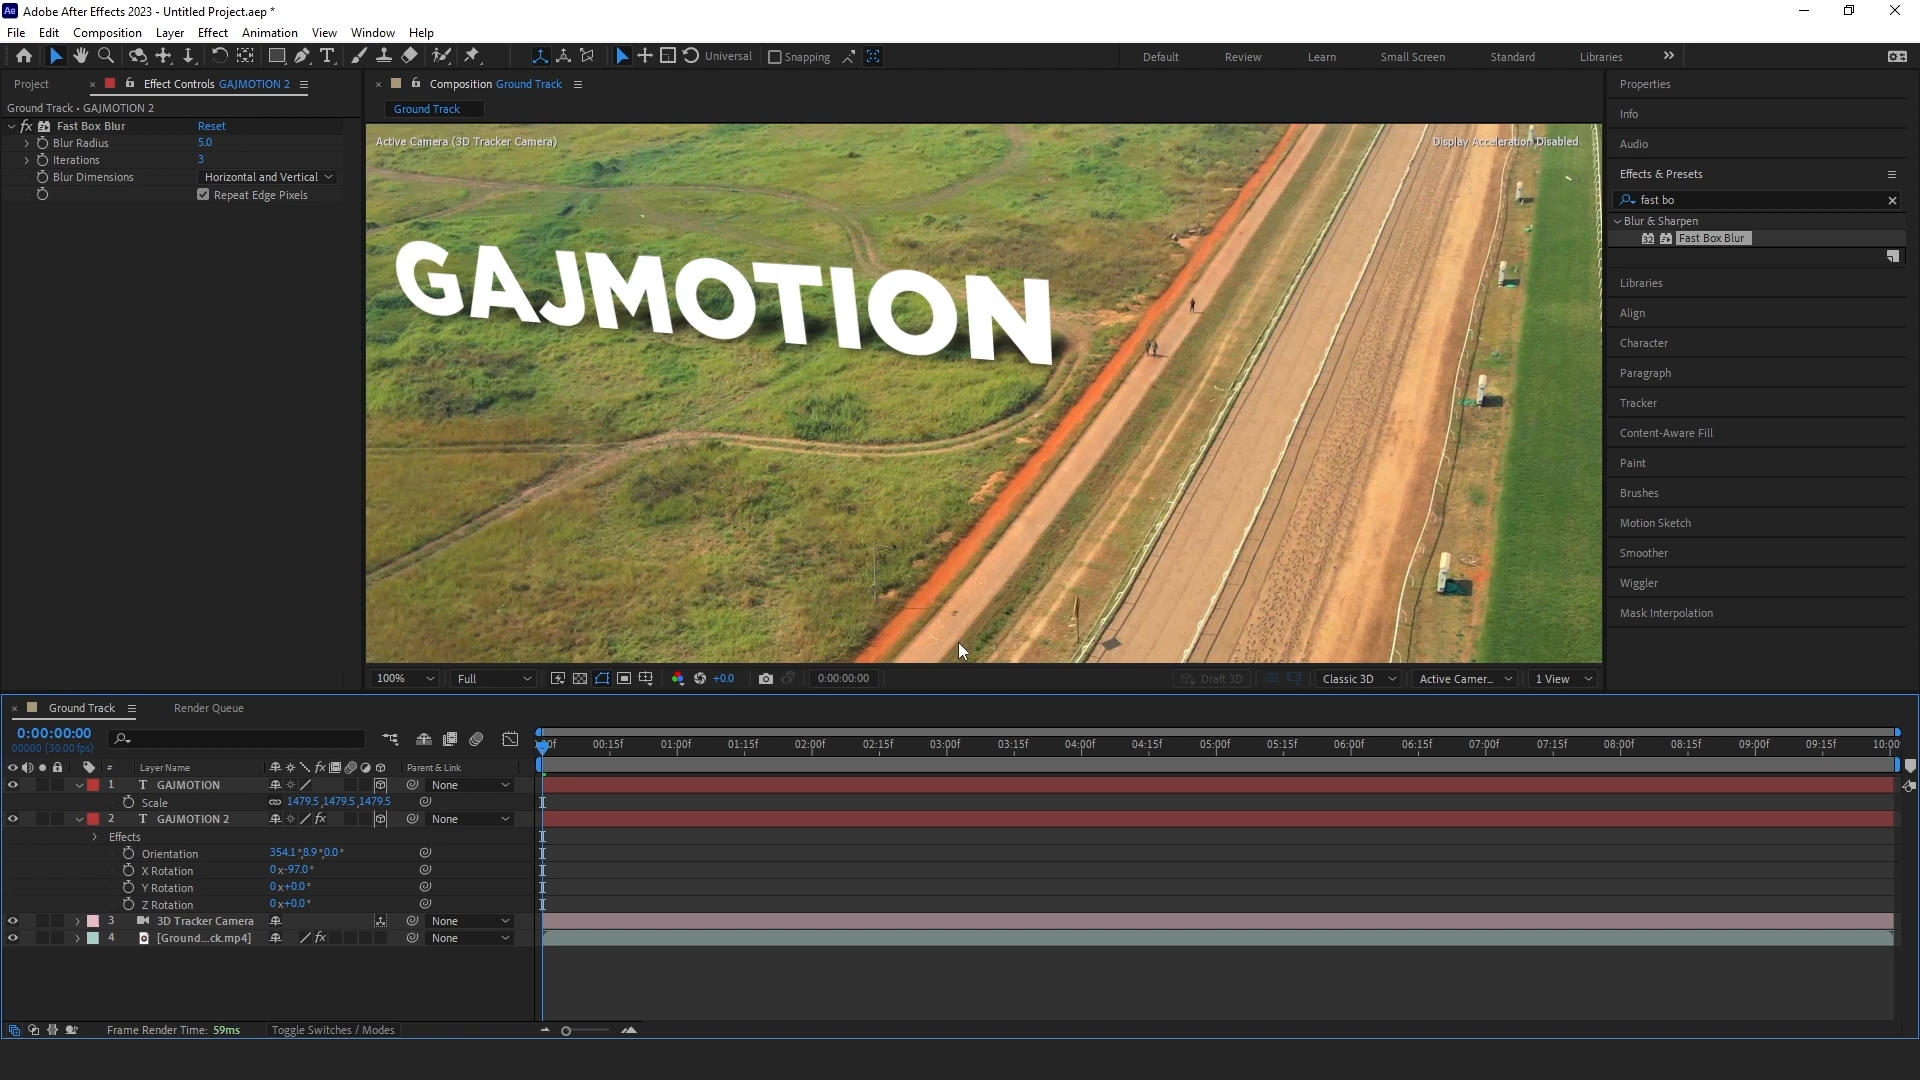 Ae Adobe After Effects 2023 - Untitled Project.aep *
File Edit Composition Layer Effect Animation View Window Help
Universal Snapping Default Review Learn Small Screen Standard Libraries
Project Effect Controls GAJMOTION 2
Ground Track • GAJMOTION 2
fx Fast Box Blur Reset
Blur Radius 5.0
Iterations 3
Blur Dimensions Horizontal and Vertical
Repeat Edge Pixels
Composition Ground Track
Ground Track
Active Camera (3D Tracker Camera)
Display Acceleration Disabled
GAJMOTION
100% Full +0.0 0:00:00:00 Draft 3D Classic 3D Active Camer... 1 View
Properties
Info
Audio
Effects & Presets
fast bo
Blur & Sharpen
32 Fast Box Blur
Libraries
Align
Character
Paragraph
Tracker
Content-Aware Fill
Paint
Brushes
Motion Sketch
Smoother
Wiggler
Mask Interpolation
Ground Track Render Queue
0:00:00:00
00000 (30.00 fps)
:00f 00:15f 01:00f 01:15f 02:00f 02:15f 03:00f 03:15f 04:00f 04:15f 05:00f 05:15f 06:00f 06:15f 07:00f 07:15f 08:00f 08:15f 09:00f 09:15f 10:00
# Layer Name fx Parent & Link
1 T GAJMOTION None
Scale 1479.5,1479.5,1479.5
2 T GAJMOTION 2 fx None
Effects
Orientation 354.1°,8.9°,0.0°
X Rotation 0x-97.0°
Y Rotation 0x+0.0°
Z Rotation 0x+0.0°
3 3D Tracker Camera None
4 [Ground...ck.mp4] fx None
Frame Render Time: 59ms Toggle Switches / Modes